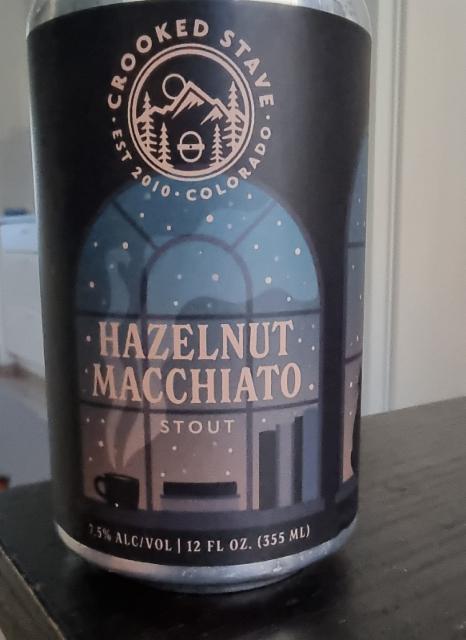 CROOKED STAVE
EST 2010 · COLORADO
HAZELNUT
MACCHIATO
STOUT
7.5% ALC/VOL | 12 FL OZ. (355 ML)